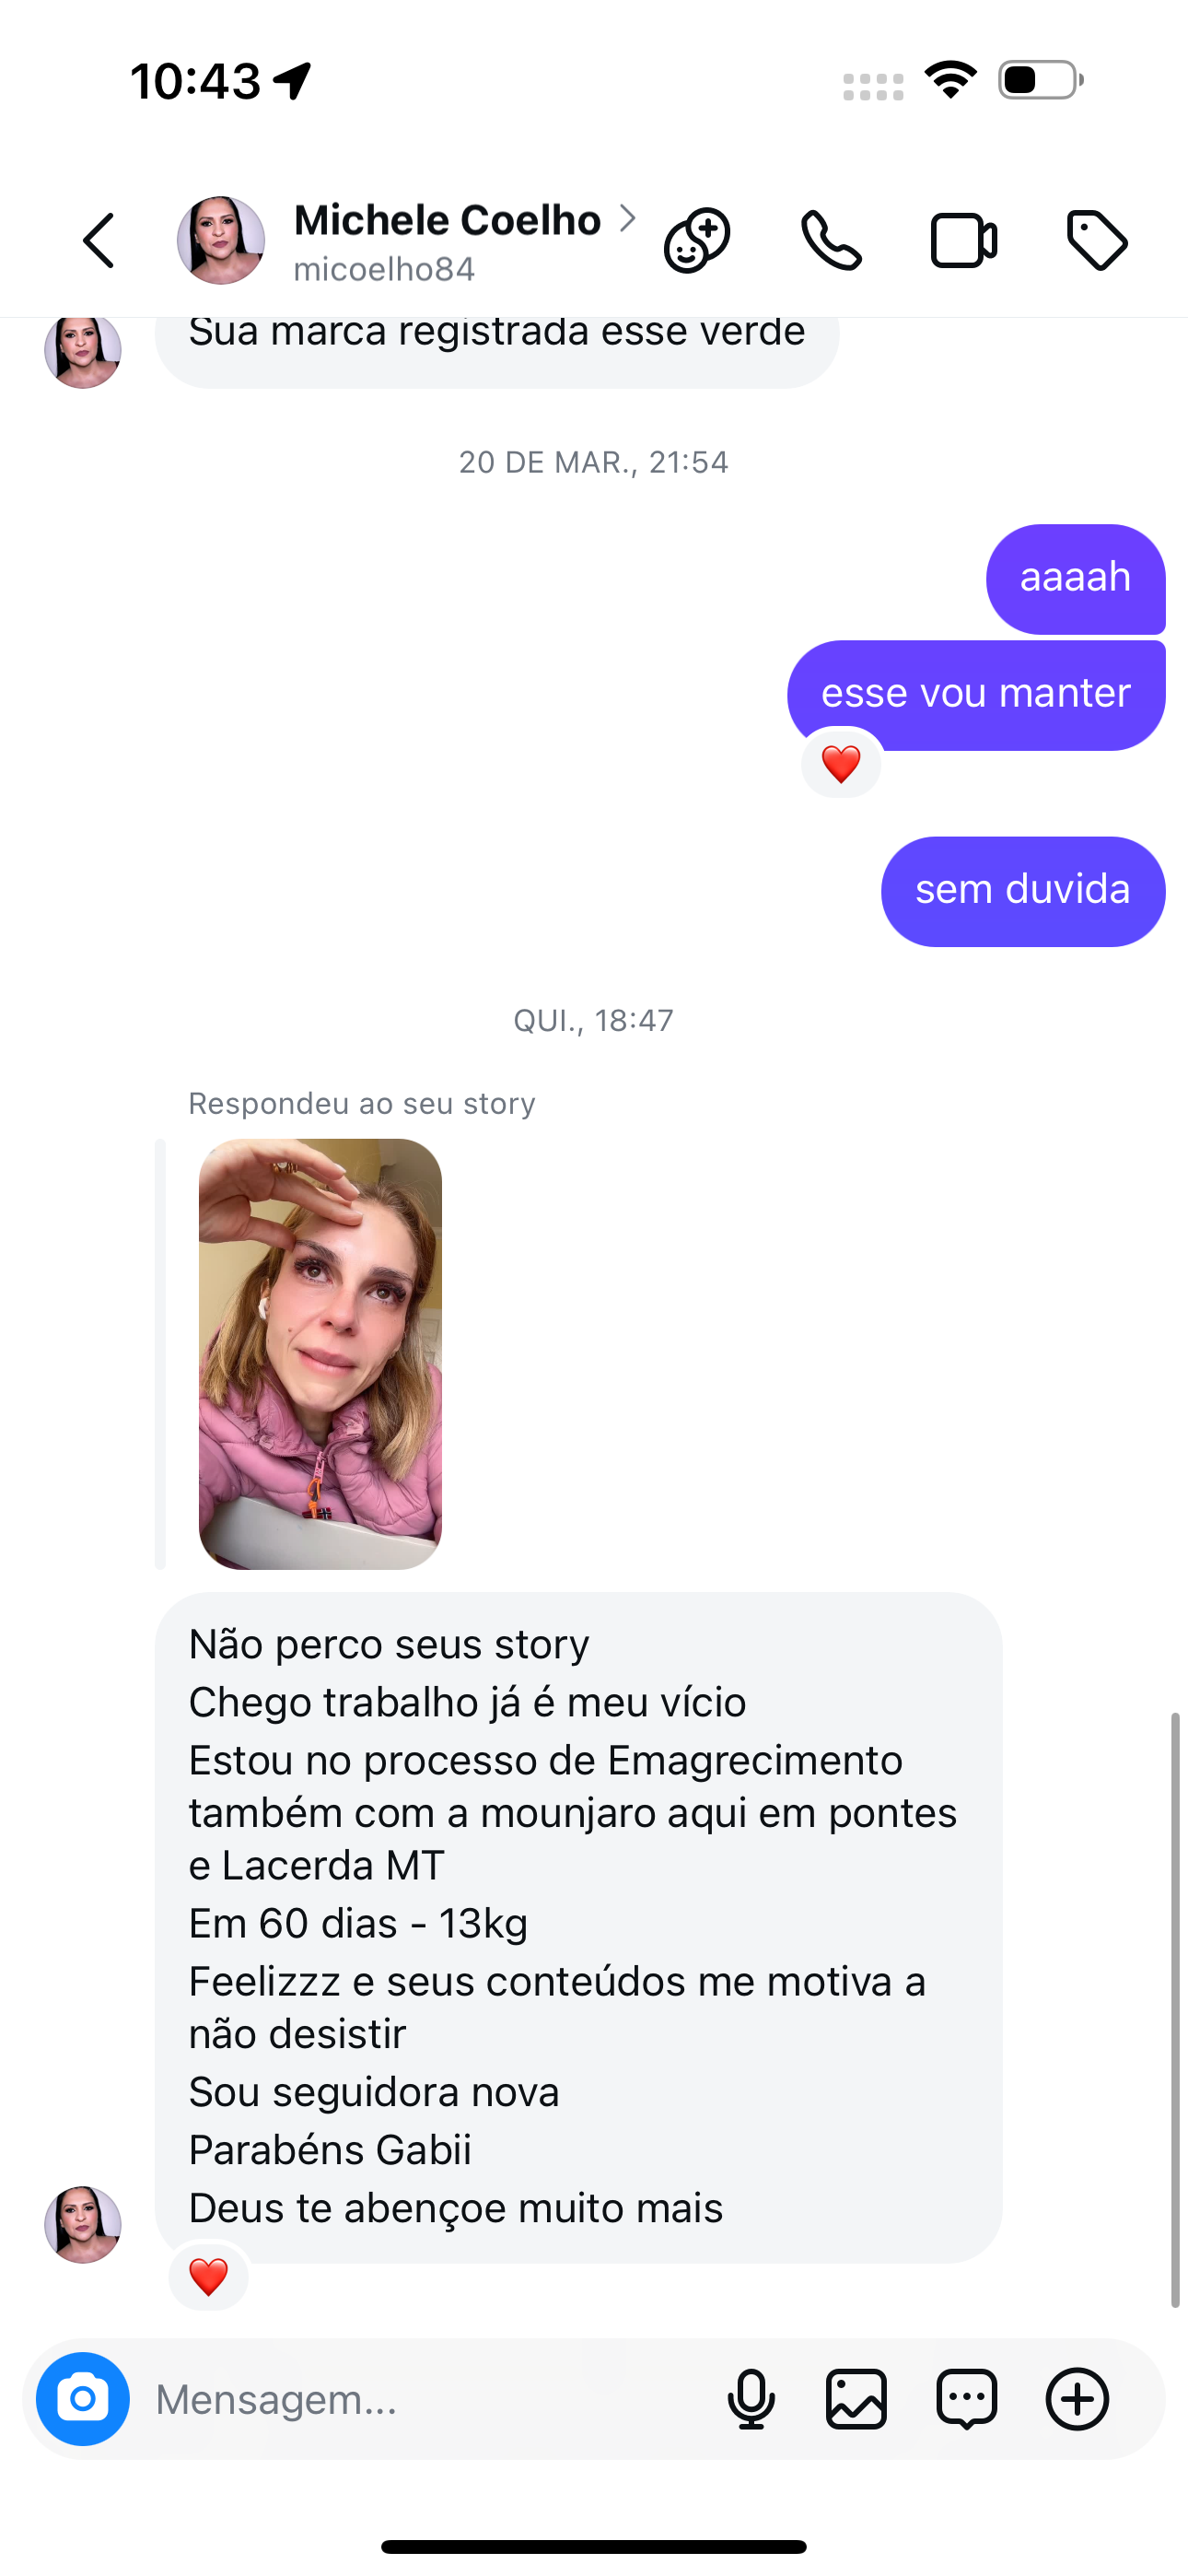 10:43
Michele Coelho
micoelho84
Sua marca registrada esse verde
20 DE MAR., 21:54
aaaah
esse vou manter
sem duvida
QUI., 18:47
Respondeu ao seu story
Não perco seus story
Chego trabalho já é meu vício
Estou no processo de Emagrecimento
também com a mounjaro aqui em pontes
e Lacerda MT
Em 60 dias - 13kg
Feelizzz e seus conteúdos me motiva a
não desistir
Sou seguidora nova
Parabéns Gabii
Deus te abençoe muito mais
Mensagem...